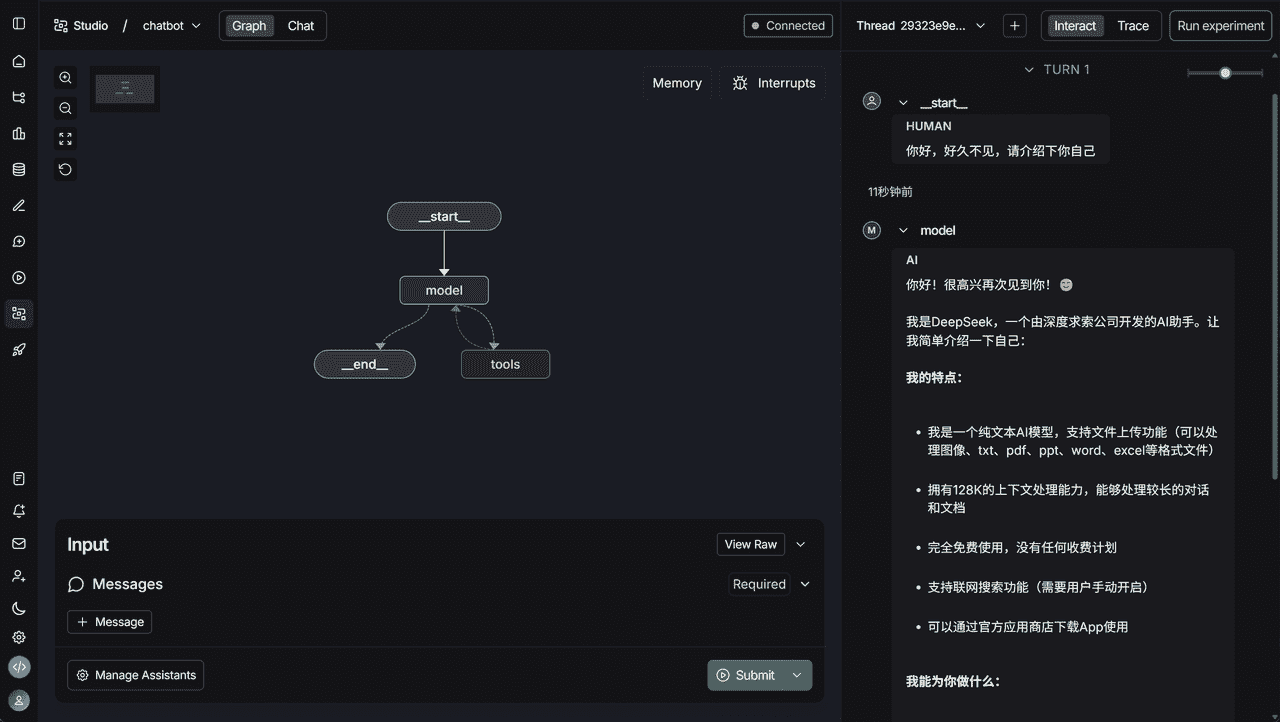 Studio / chatbot
Graph
Chat
Connected
Thread 29323e9e...
Interact
Trace
Run experiment
Memory
Interrupts
__start__
model
__end__
tools
Input
View Raw
Messages
Required
+ Message
Manage Assistants
Submit
TURN 1
__start__
HUMAN
你好，好久不见，请介绍下你自己
11秒钟前
M
model
AI
你好！很高兴再次见到你！😊
我是DeepSeek，一个由深度求索公司开发的AI助手。让
我简单介绍一下自己：
我的特点：
• 我是一个纯文本AI模型，支持文件上传功能（可以处
理图像、txt、pdf、ppt、word、excel等格式文件）
• 拥有128K的上下文处理能力，能够处理较长的对话
和文档
• 完全免费使用，没有任何收费计划
• 支持联网搜索功能（需要用户手动开启）
• 可以通过官方应用商店下载App使用
我能为你做什么：